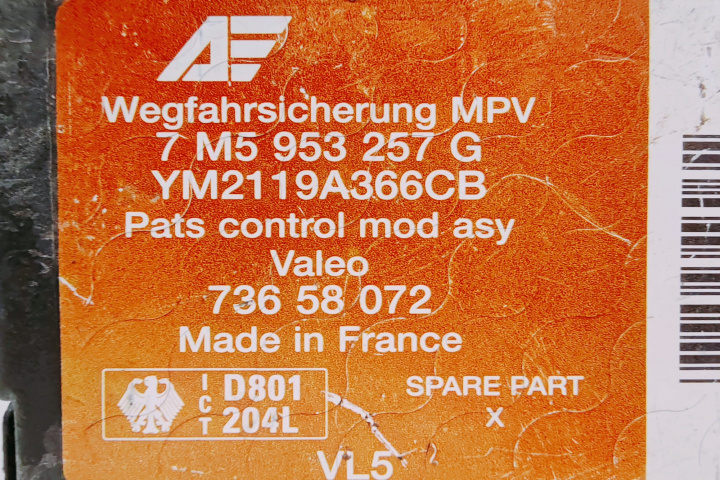 AE
Wegfahrsicherung MPV
7 M5 953 257 G
YM2119A366CB
Pats control mod asy
Valeo
736 58 072
Made in France
ICT D801 204L
SPARE PART
X
VL5